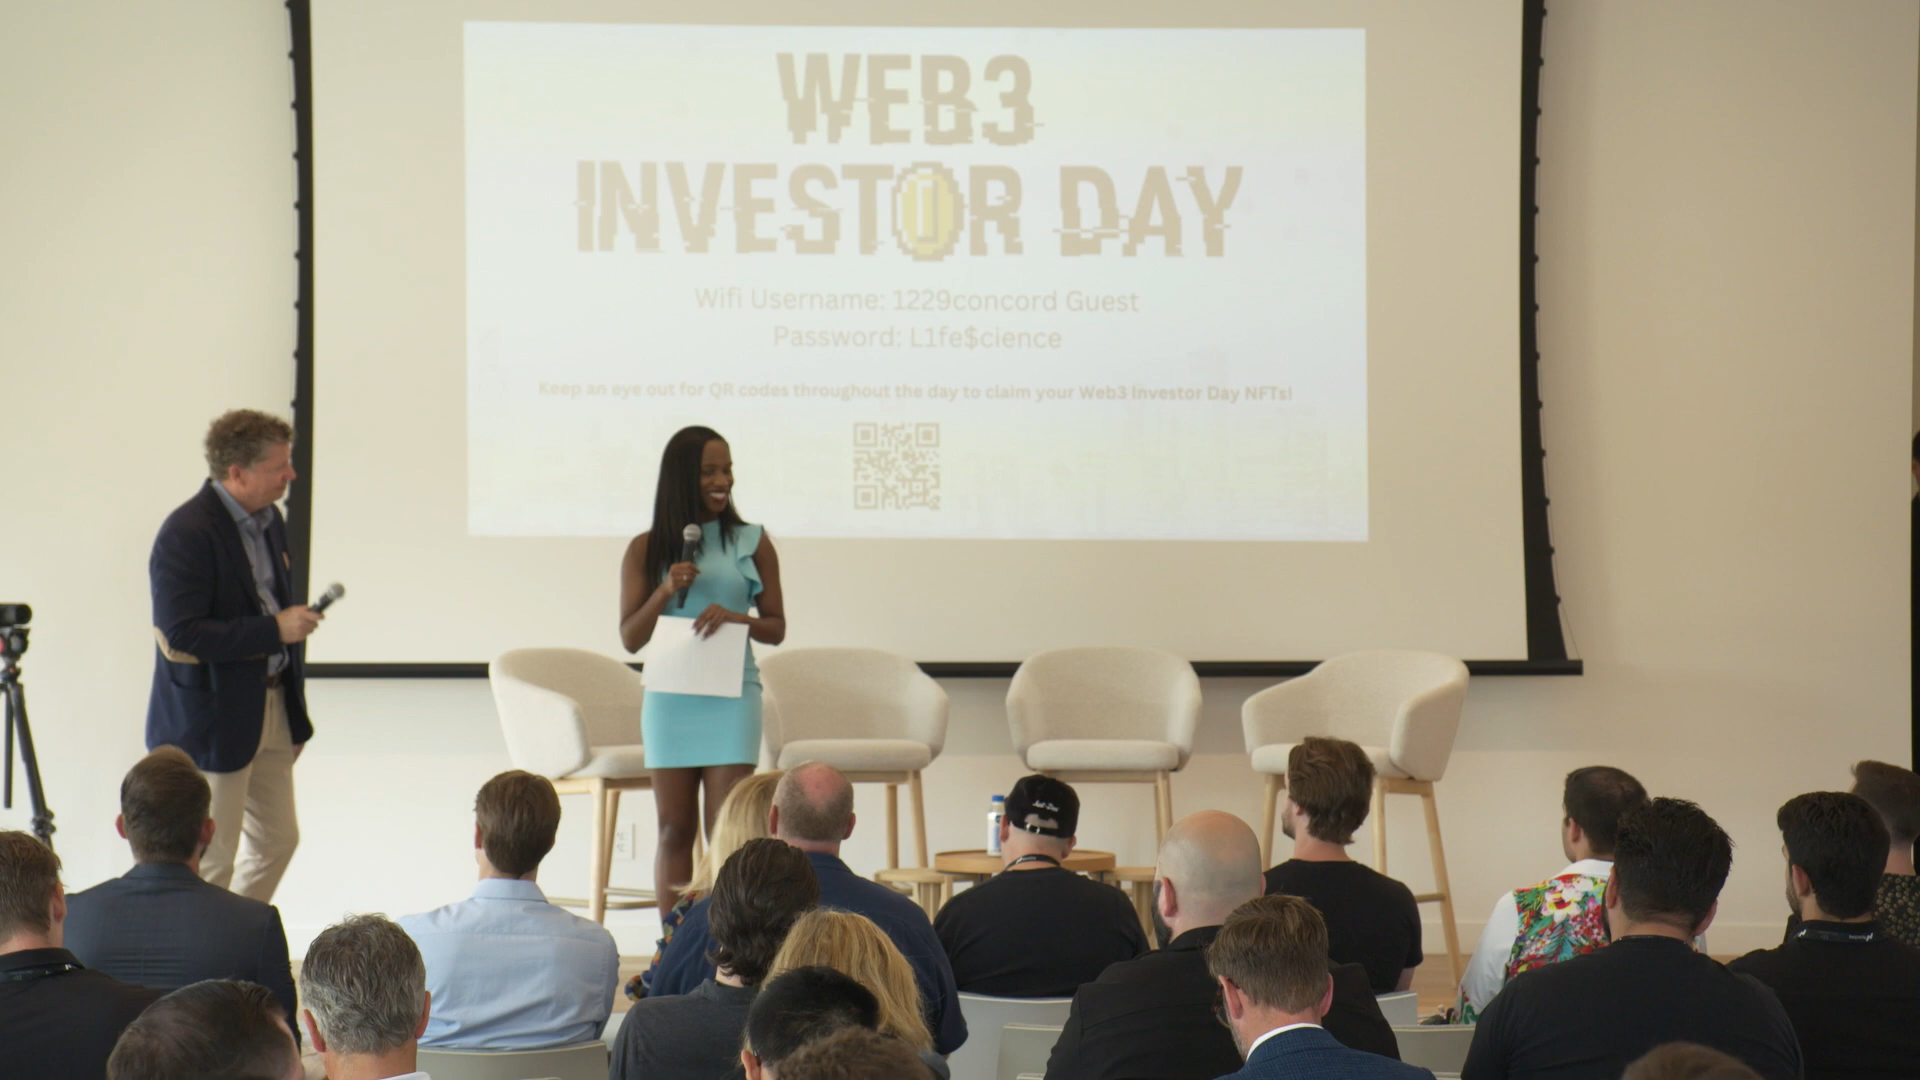 WEB3
INVESTOR DAY
Wifi Username: 1229concord Guest
Password: L1fe$cience
Keep an eye out for QR codes throughout the day to claim your Web3 Investor Day NFTs!